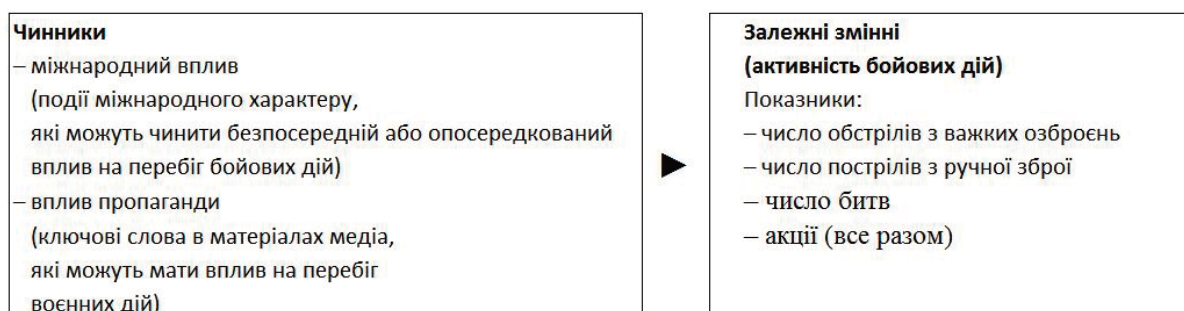 Чинники
– міжнародний вплив
(події міжнародного характеру,
які можуть чинити безпосередній або опосередкований
вплив на перебіг бойових дій)
– вплив пропаганди
(ключові слова в матеріалах медіа,
які можуть мати вплив на перебіг
воєнних дій)
Залежні змінні
(активність бойових дій)
Показники:
– число обстрілів з важких озброєнь
– число пострілів з ручної зброї
– число битв
– акції (все разом)